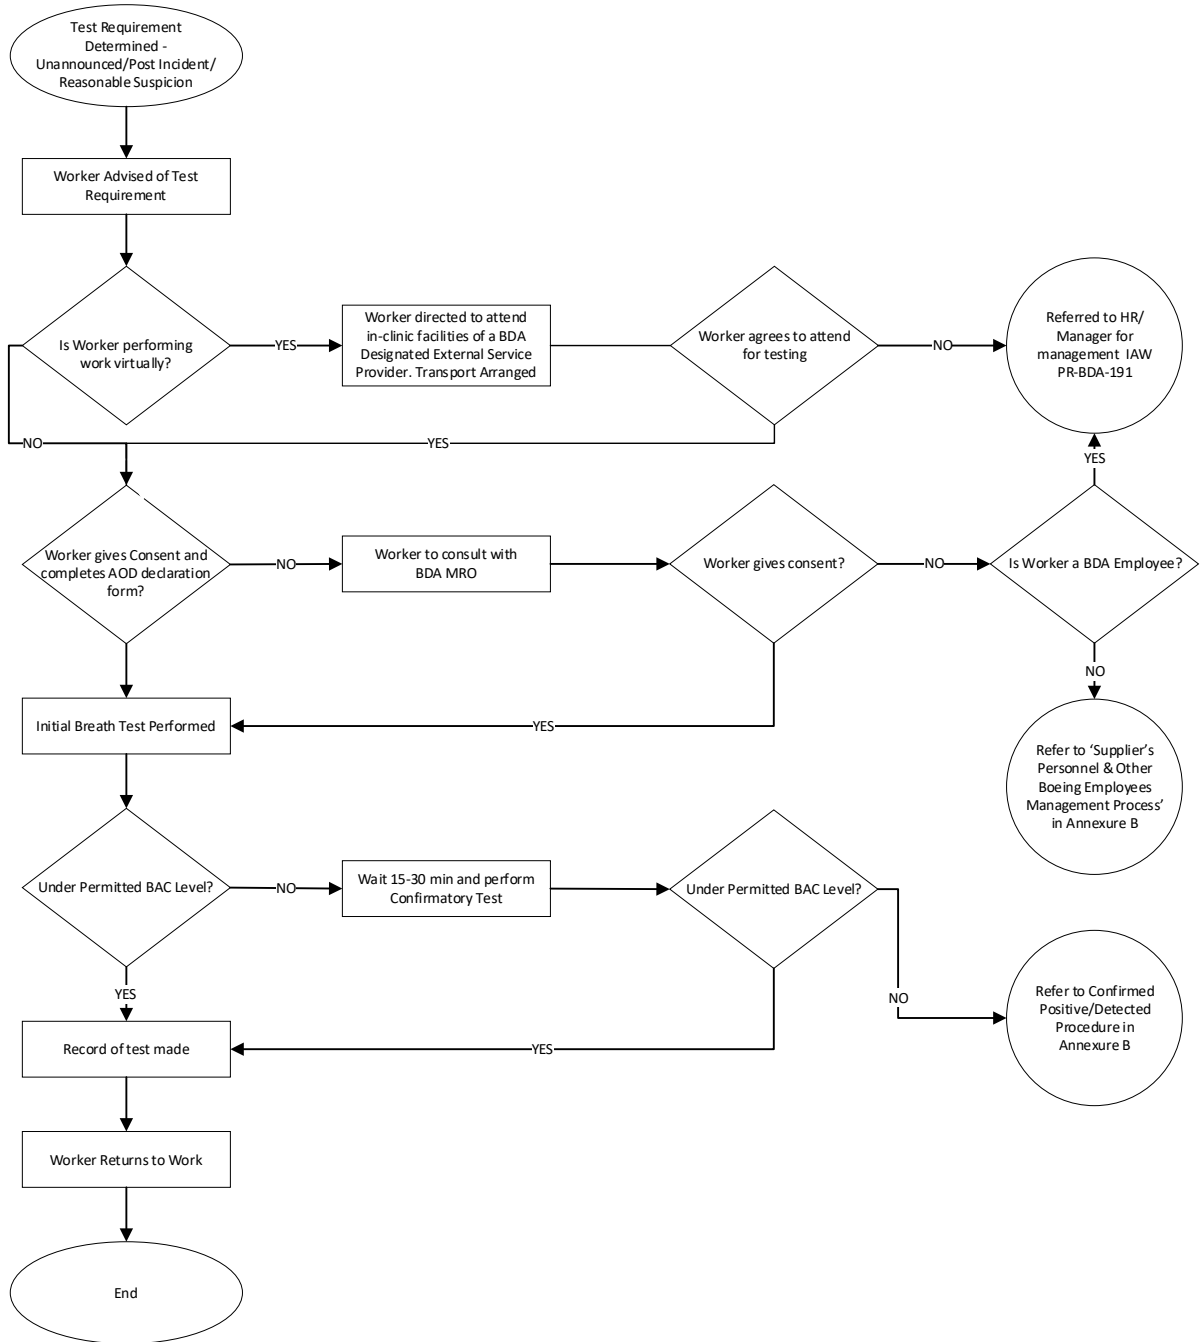 Test Requirement
Determined -
Unannounced/Post Incident/
Reasonable Suspicion
Worker Advised of Test
Requirement
Is Worker performing
work virtually?
YES
Worker directed to attend
in-clinic facilities of a BDA
Designated External Service
Provider. Transport Arranged
Worker agrees to attend
for testing
NO
Referred to HR/
Manager for
management IAW
PR-BDA-191
NO
YES
YES
Worker gives Consent and
completes AOD declaration
form?
NO
Worker to consult with
BDA MRO
Worker gives consent?
NO
Is Worker a BDA Employee?
NO
Initial Breath Test Performed
YES
Refer to ‘Supplier’s
Personnel & Other
Boeing Employees
Management Process’
in Annexure B
Under Permitted BAC Level?
NO
Wait 15-30 min and perform
Confirmatory Test
Under Permitted BAC Level?
NO
Refer to Confirmed
Positive/Detected
Procedure in
Annexure B
YES
Record of test made
YES
Worker Returns to Work
End